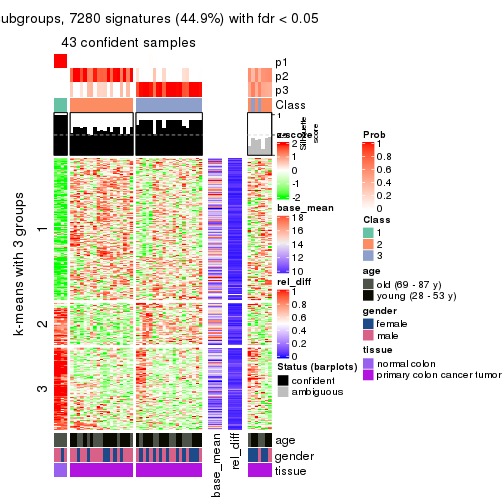 ubgroups, 7280 signatures (44.9%) with fdr < 0.05
43 confident samples
p1
p2
p3
Class
1
Silhouette
score
z-score
2
1
0
-1
-2
base_mean
18
16
14
12
10
rel_diff
1
0.8
0.6
0.4
0.2
0
Status (barplots)
confident
ambiguous
Prob
1
0.8
0.6
0.4
0.2
0
Class
1
2
3
age
old (69 - 87 y)
young (28 - 53 y)
gender
female
male
tissue
normal colon
primary colon cancer tumor
k-means with 3 groups
1
2
3
age
gender
tissue
base_mean
rel_diff